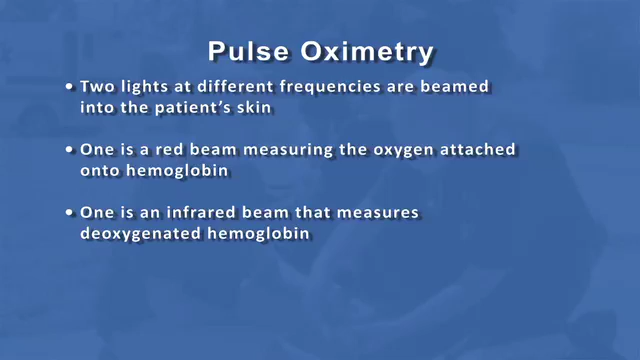 Pulse Oximetry
• Two lights at different frequencies are beamed
into the patient's skin
• One is a red beam measuring the oxygen attached
onto hemoglobin
• One is an infrared beam that measures
deoxygenated hemoglobin